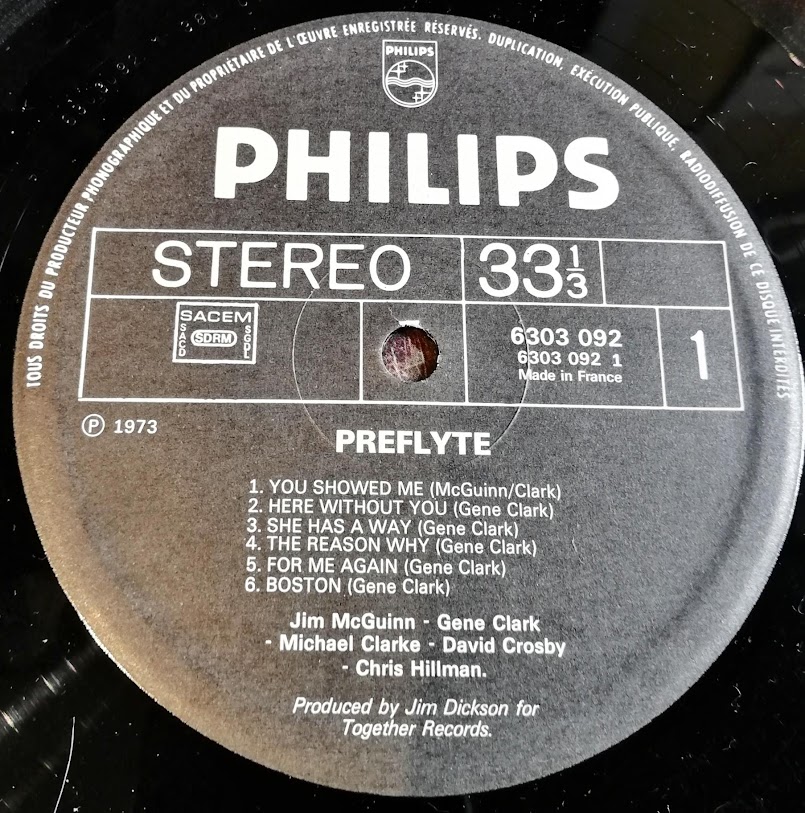 TOUS DROITS DU PRODUCTEUR PHONOGRAPHIQUE ET DU PROPRIÉTAIRE DE L'ŒUVRE ENREGISTRÉE RÉSERVÉS. DUPLICATION, EXÉCUTION PUBLIQUE, RADIODIFFUSION DE CE DISQUE INTERDITES
PHILIPS
PHILIPS
STEREO 33 1/3
SACEM
SACD SDRM SGDL
6303 092
6303 092 1
Made in France
1
Ⓟ 1973
PREFLYTE
1. YOU SHOWED ME (McGuinn/Clark)
2. HERE WITHOUT YOU (Gene Clark)
3. SHE HAS A WAY (Gene Clark)
4. THE REASON WHY (Gene Clark)
5. FOR ME AGAIN (Gene Clark)
6. BOSTON (Gene Clark)
Jim McGuinn - Gene Clark
- Michael Clarke - David Crosby
- Chris Hillman.
Produced by Jim Dickson for
Together Records.